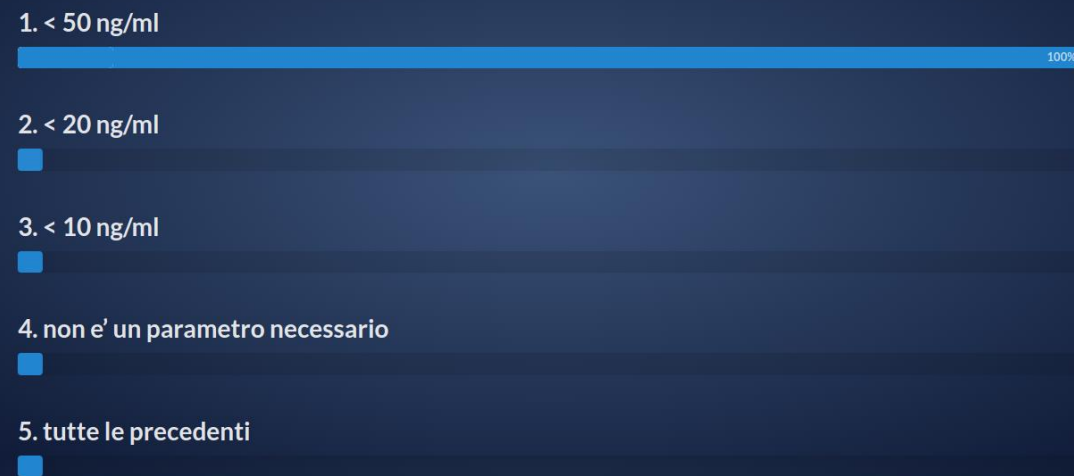 1. < 50 ng/ml
100%
2. < 20 ng/ml
3. < 10 ng/ml
4. non e’ un parametro necessario
5. tutte le precedenti